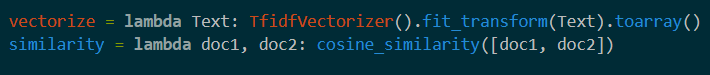 vectorize = lambda Text: TfidfVectorizer().fit_transform(Text).toarray()
similarity = lambda doc1, doc2: cosine_similarity([doc1, doc2])